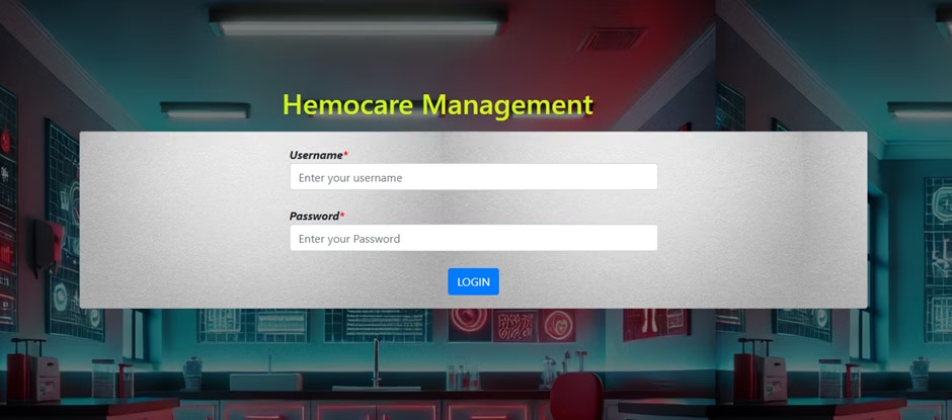 Hemocare Management
Username*
Enter your username
Password*
Enter your Password
LOGIN